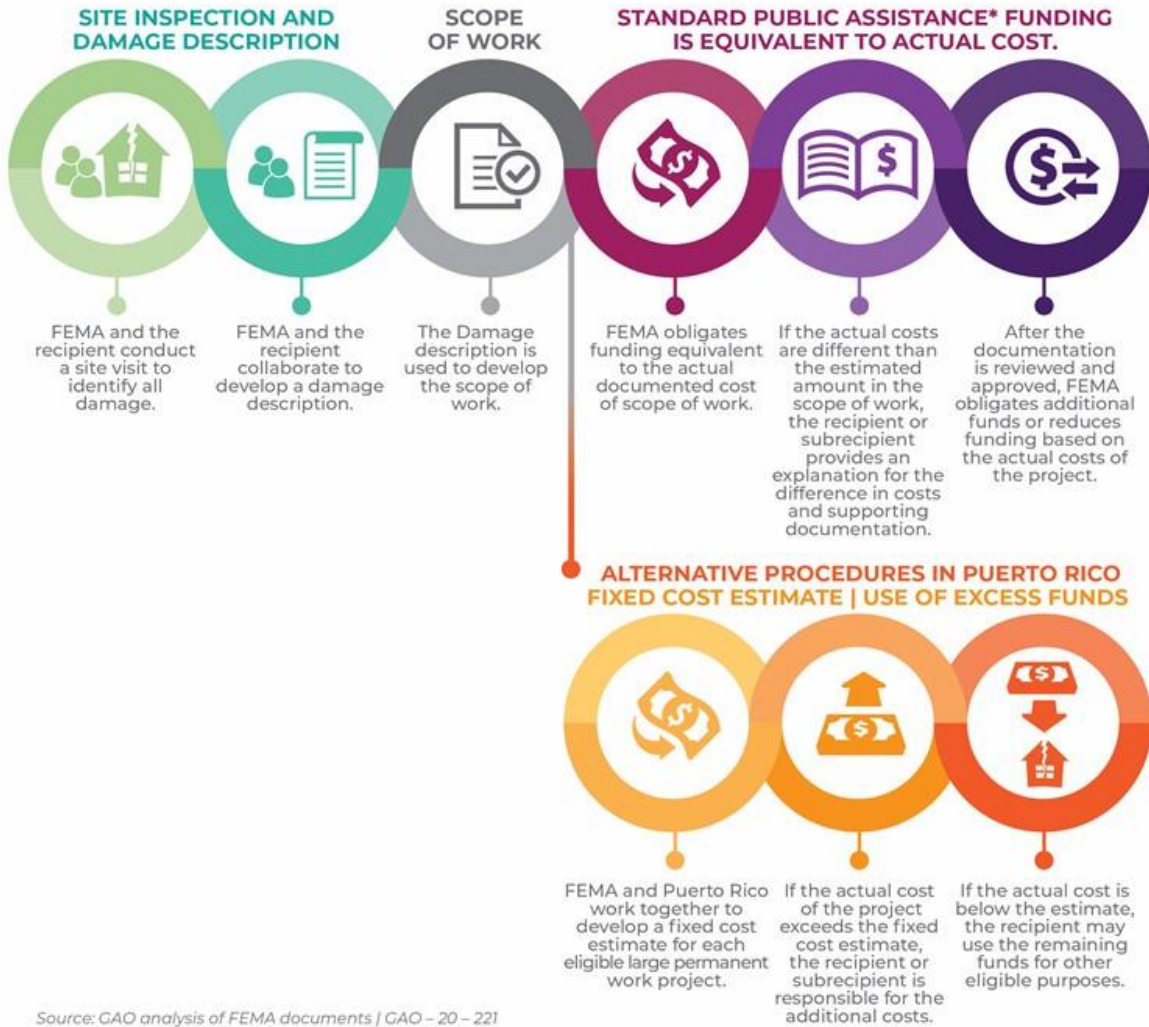 SITE INSPECTION AND
DAMAGE DESCRIPTION
SCOPE
OF WORK
STANDARD PUBLIC ASSISTANCE* FUNDING
IS EQUIVALENT TO ACTUAL COST.
$
$
$
FEMA and the
recipient conduct
a site visit to
identify all
damage.
FEMA and the
recipient
collaborate to
develop a damage
description.
The Damage
description is
used to develop
the scope of
work.
FEMA obligates
funding equivalent
to the actual
documented cost
of scope of work.
If the actual costs
are different than
the estimated
amount in the
scope of work,
the recipient or
subrecipient
provides an
explanation for the
difference in costs
and supporting
documentation.
After the
documentation
is reviewed and
approved, FEMA
obligates additional
funds or reduces
funding based on
the actual costs of
the project.
ALTERNATIVE PROCEDURES IN PUERTO RICO
FIXED COST ESTIMATE | USE OF EXCESS FUNDS
$
$
$
FEMA and Puerto Rico
work together to
develop a fixed cost
estimate for each
eligible large permanent
work project.
If the actual cost
of the project
exceeds the fixed
cost estimate,
the recipient or
subrecipient is
responsible for the
additional costs.
If the actual cost is
below the estimate,
the recipient may
use the remaining
funds for other
eligible purposes.
Source: GAO analysis of FEMA documents | GAO – 20 – 221